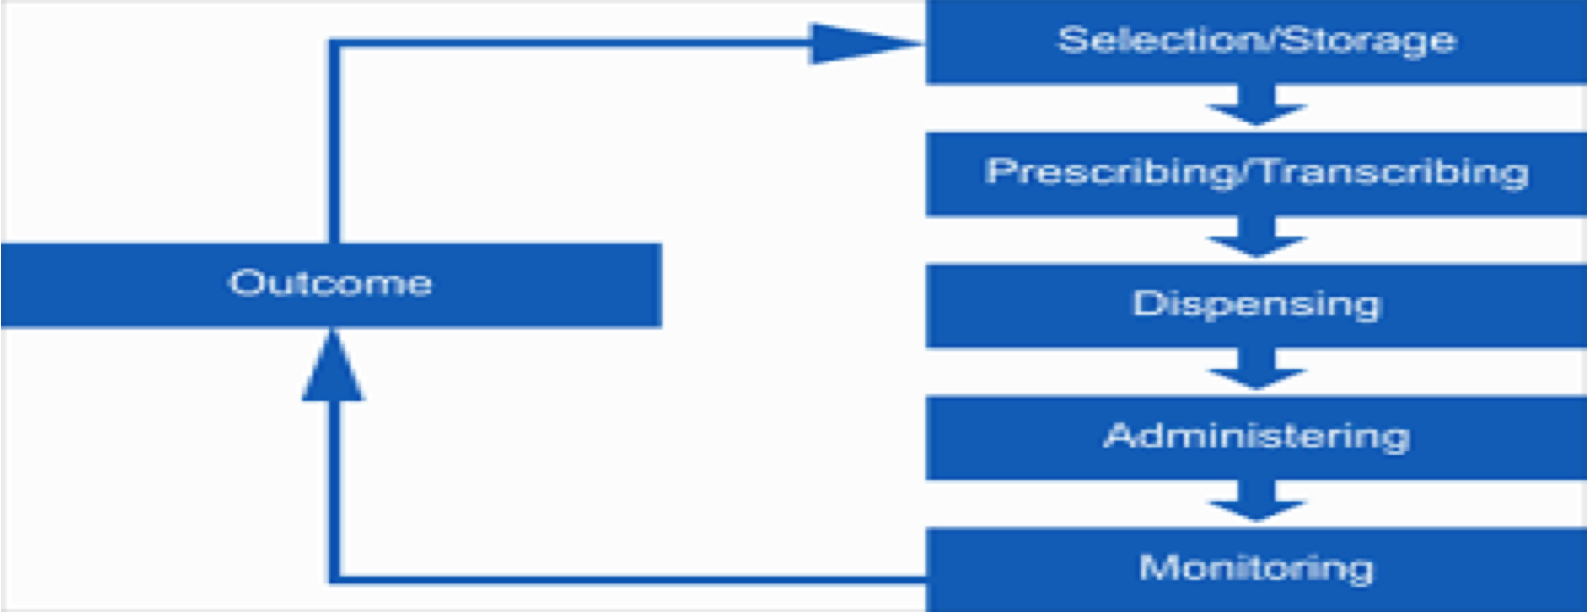 Selection/Storage
Prescribing/Transcribing
Outcome
Dispensing
Administering
Monitoring